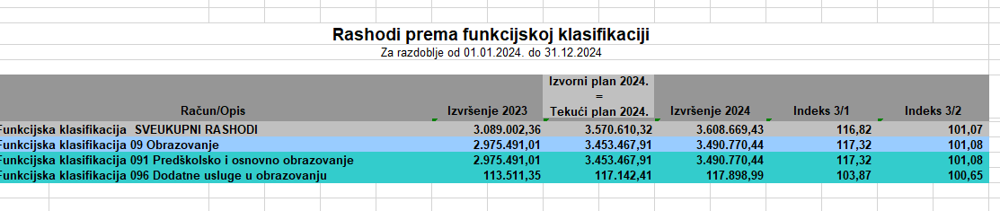 Rashodi prema funkcijskoj klasifikaciji
Za razdoblje od 01.01.2024. do 31.12.2024
Račun/Opis Izvršenje 2023 Izvorni plan 2024. = Tekući plan 2024. Izvršenje 2024 Indeks 3/1 Indeks 3/2
Funkcijska klasifikacija SVEUKUPNI RASHODI 3.089.002,36 3.570.610,32 3.608.669,43 116,82 101,07
Funkcijska klasifikacija 09 Obrazovanje 2.975.491,01 3.453.467,91 3.490.770,44 117,32 101,08
Funkcijska klasifikacija 091 Predškolsko i osnovno obrazovanje 2.975.491,01 3.453.467,91 3.490.770,44 117,32 101,08
Funkcijska klasifikacija 096 Dodatne usluge u obrazovanju 113.511,35 117.142,41 117.898,99 103,87 100,65